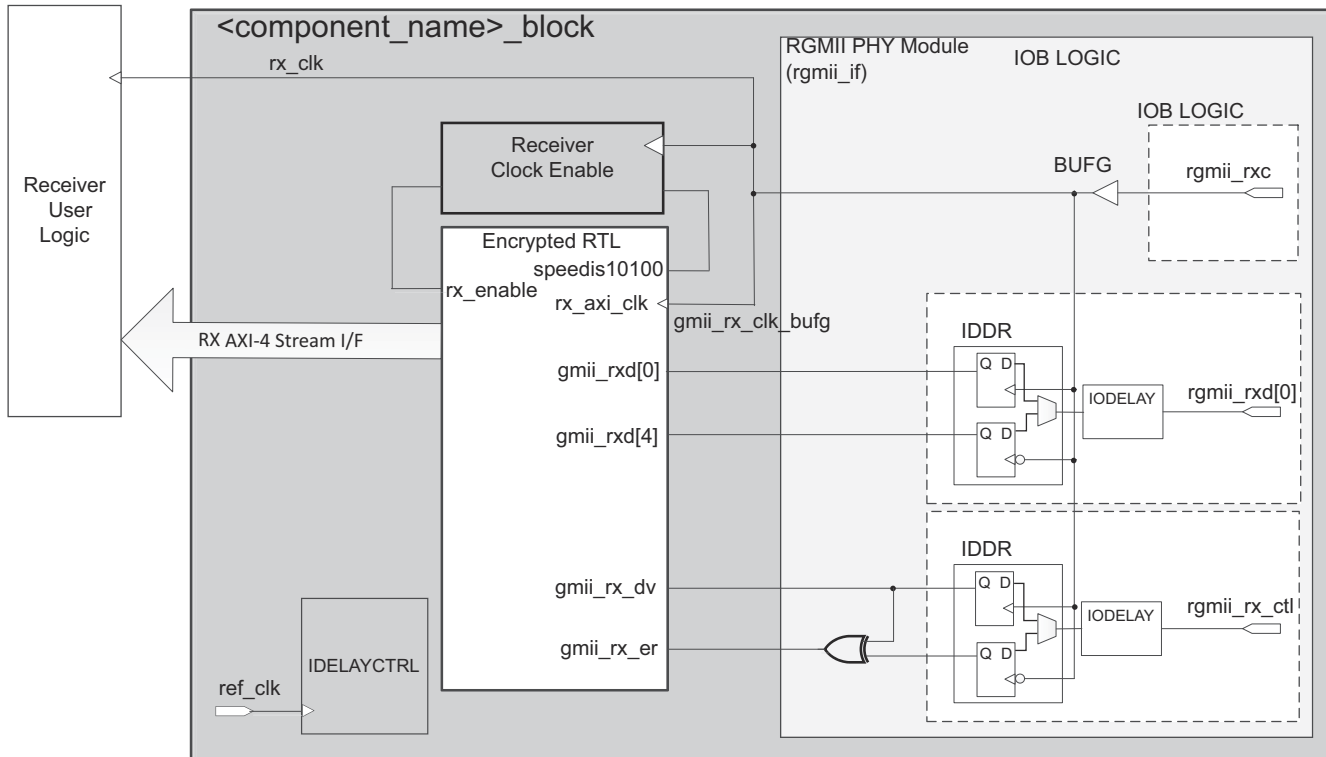 <component_name>_block
rx_clk
RGMII PHY Module
(rgmii_if)
IOB LOGIC
IOB LOGIC
BUFG
rgmii_rxc
Receiver
Clock Enable
Receiver
User
Logic
Encrypted RTL
speedis10100
rx_enable
rx_axi_clk
gmii_rx_clk_bufg
RX AXI-4 Stream I/F
IDDR
gmii_rxd[0]
Q D
IODELAY
rgmii_rxd[0]
gmii_rxd[4]
Q D
IDDR
gmii_rx_dv
Q D
IODELAY
rgmii_rx_ctl
gmii_rx_er
Q D
IDELAYCTRL
ref_clk